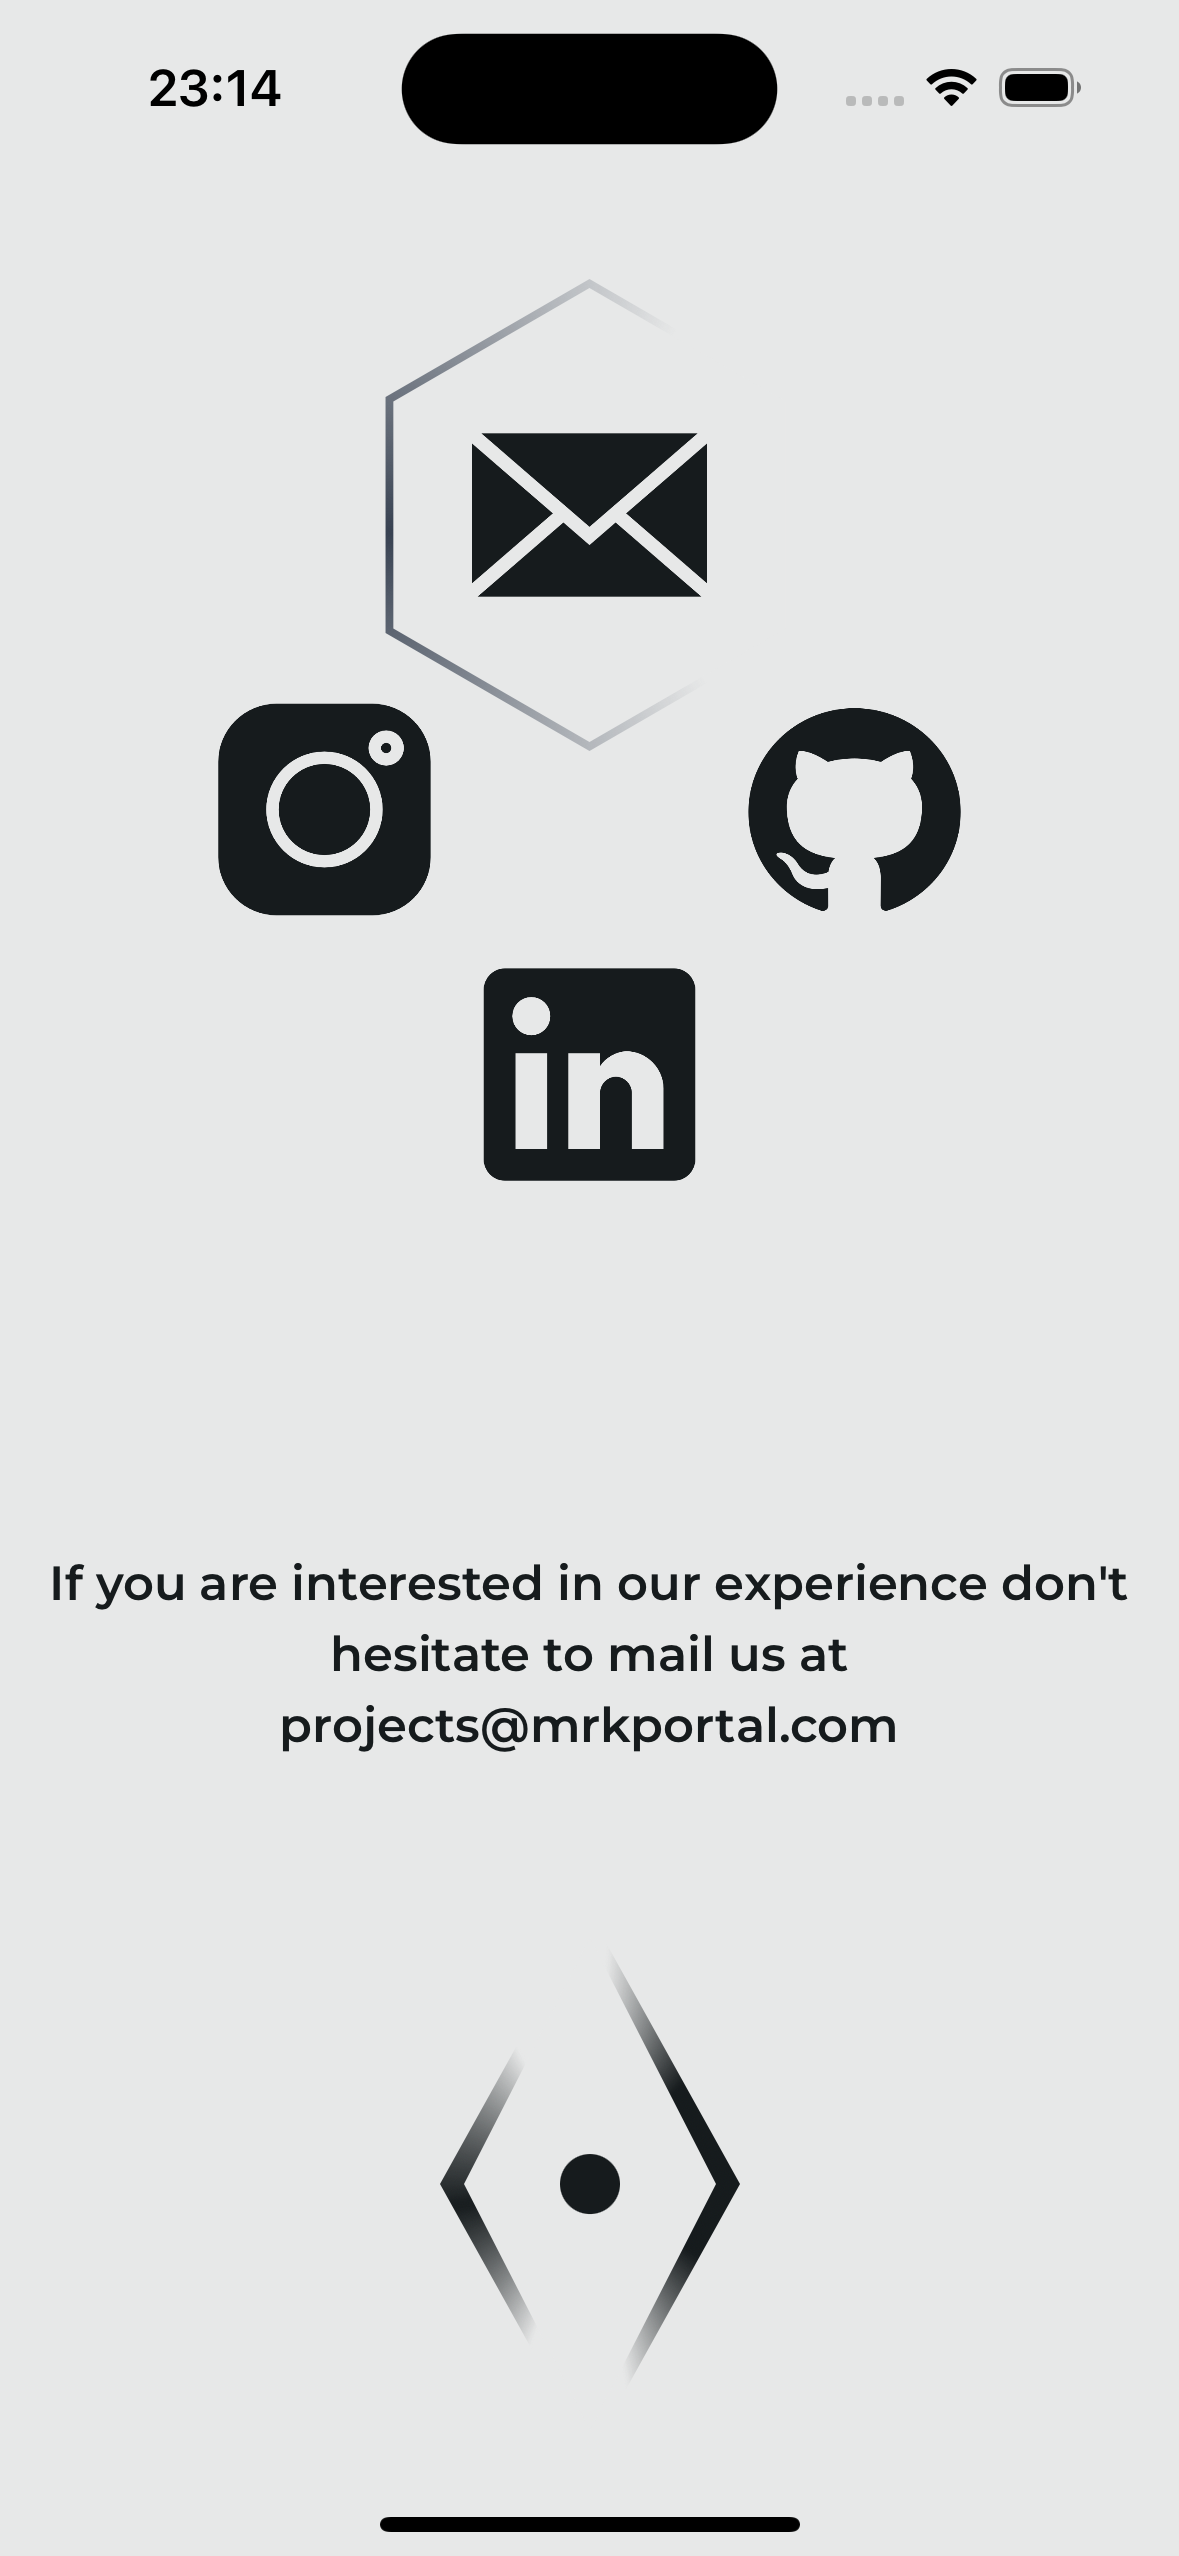 23:14
in
If you are interested in our experience don't
hesitate to mail us at
projects@mrkportal.com